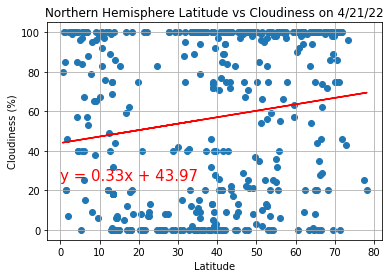 Northern Hemisphere Latitude vs Cloudiness on 4/21/22
100
80
60
40
20
0
Cloudiness (%)
y = 0.33x + 43.97
0 10 20 30 40 50 60 70 80
Latitude